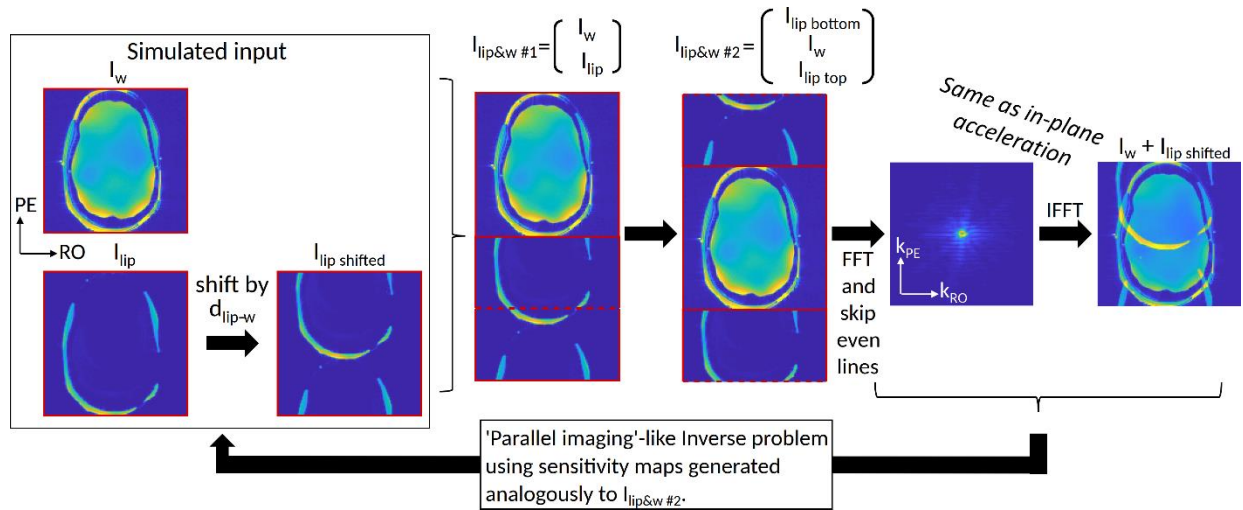 Simulated input
I_w
PE
RO
I_lip
shift by
d_lip-w
I_lip shifted
I_lip&w #1 = ( I_w
I_lip )
I_lip&w #2 = ( I_lip bottom
I_w
I_lip top )
FFT
and
skip
even
lines
k_PE
k_RO
Same as in-plane
acceleration
IFFT
I_w + I_lip shifted
'Parallel imaging'-like Inverse problem
using sensitivity maps generated
analogously to I_lip&w #2.